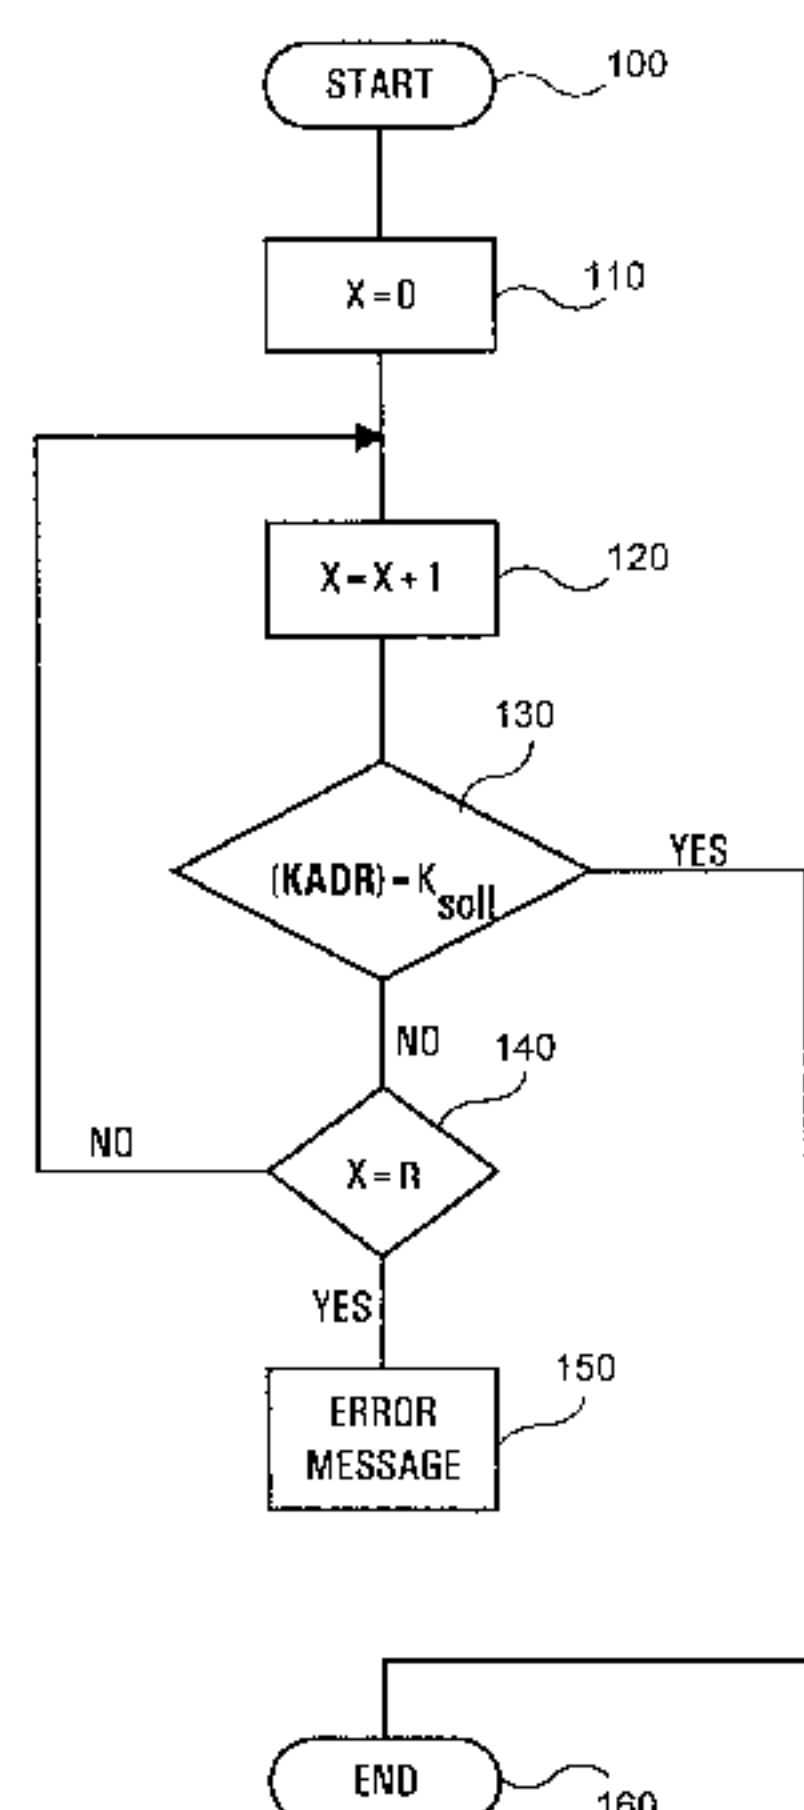 START
100
X = 0
110
X = X + 1
120
130
(KADR) = K soll
YES
NO
140
X = R
NO
YES
150
ERROR
MESSAGE
END
160